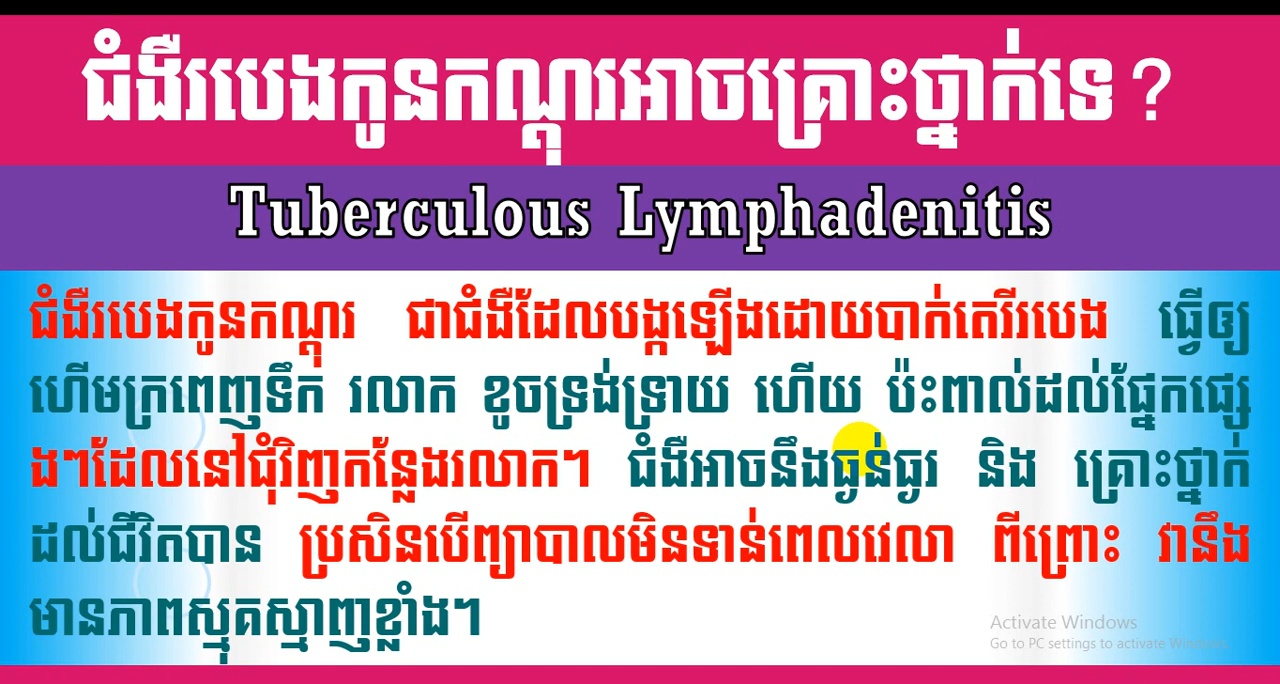 ជំងឺរបេងកូនកណ្តុរអាចគ្រោះថ្នាក់ទេ?
Tuberculous Lymphadenitis
ជំងឺរបេងកូនកណ្តុរ ជាជំងឺដែលបង្កឡើងដោយបាក់តេរីរបេង ធ្វើឲ្យ
ហើមក្រពេញទឹក រលាក ខូចទ្រង់ទ្រាយ ហើយ ប៉ះពាល់ដល់ផ្នែកផ្សេ
ងៗដែលនៅជុំវិញកន្លែងរលាក។ ជំងឺអាចនឹងធ្ងន់ធ្ងរ និង គ្រោះថ្នាក់
ដល់ជីវិតបាន ប្រសិនបើព្យាបាលមិនទាន់ពេលវេលា ពីព្រោះ វានឹង
មានភាពស្មុគស្មាញខ្លាំង។
Activate Windows
Go to PC settings to activate Windows.